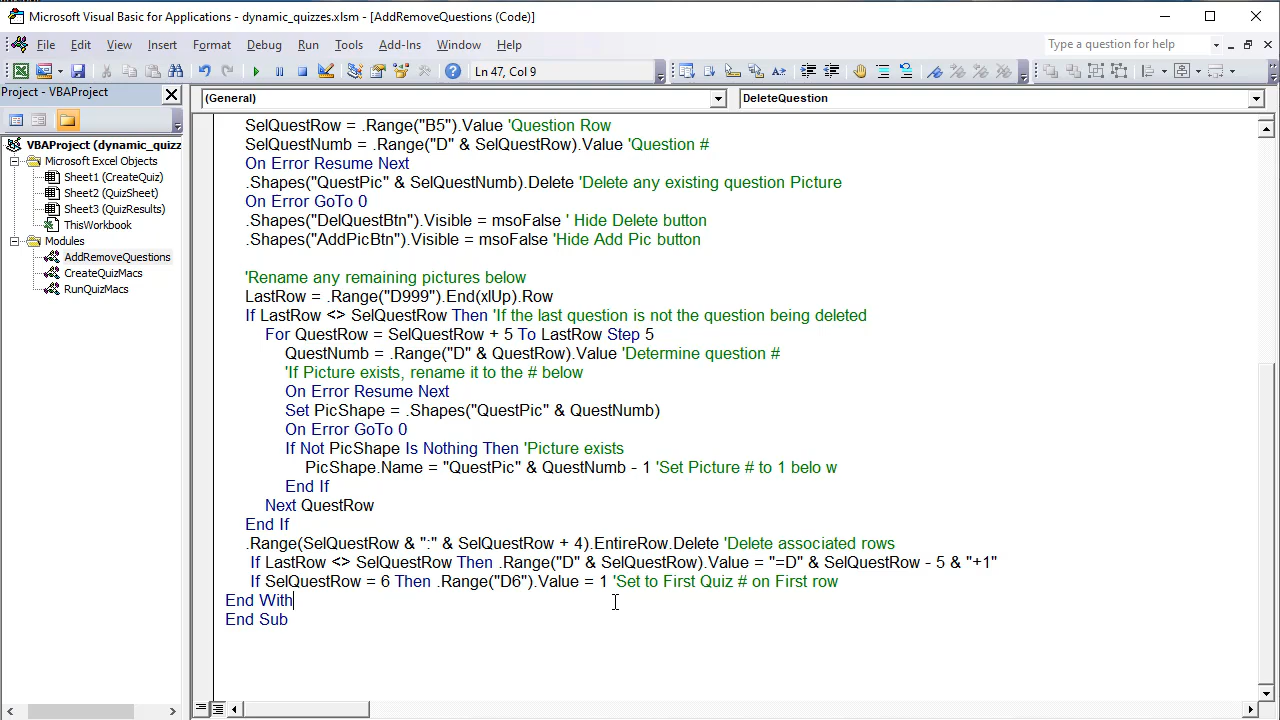 Microsoft Visual Basic for Applications - dynamic_quizzes.xlsm - [AddRemoveQuestions (Code)]
File Edit View Insert Format Debug Run Tools Add-Ins Window Help
Type a question for help
Ln 47, Col 9
Project - VBAProject
(General)
DeleteQuestion
VBAProject (dynamic_quizz
Microsoft Excel Objects
Sheet1 (CreateQuiz)
Sheet2 (QuizSheet)
Sheet3 (QuizResults)
ThisWorkbook
Modules
AddRemoveQuestions
CreateQuizMacs
RunQuizMacs
SelQuestRow = .Range("B5").Value 'Question Row
SelQuestNumb = .Range("D" & SelQuestRow).Value 'Question #
On Error Resume Next
.Shapes("QuestPic" & SelQuestNumb).Delete 'Delete any existing question Picture
On Error GoTo 0
.Shapes("DelQuestBtn").Visible = msoFalse ' Hide Delete button
.Shapes("AddPicBtn").Visible = msoFalse 'Hide Add Pic button
'Rename any remaining pictures below
LastRow = .Range("D999").End(xlUp).Row
If LastRow <> SelQuestRow Then 'If the last question is not the question being deleted
For QuestRow = SelQuestRow + 5 To LastRow Step 5
QuestNumb = .Range("D" & QuestRow).Value 'Determine question #
'If Picture exists, rename it to the # below
On Error Resume Next
Set PicShape = .Shapes("QuestPic" & QuestNumb)
On Error GoTo 0
If Not PicShape Is Nothing Then 'Picture exists
PicShape.Name = "QuestPic" & QuestNumb - 1 'Set Picture # to 1 belo w
End If
Next QuestRow
End If
.Range(SelQuestRow & ":" & SelQuestRow + 4).EntireRow.Delete 'Delete associated rows
If LastRow <> SelQuestRow Then .Range("D" & SelQuestRow).Value = "=D" & SelQuestRow - 5 & "+1"
If SelQuestRow = 6 Then .Range("D6").Value = 1 'Set to First Quiz # on First row
End With
End Sub